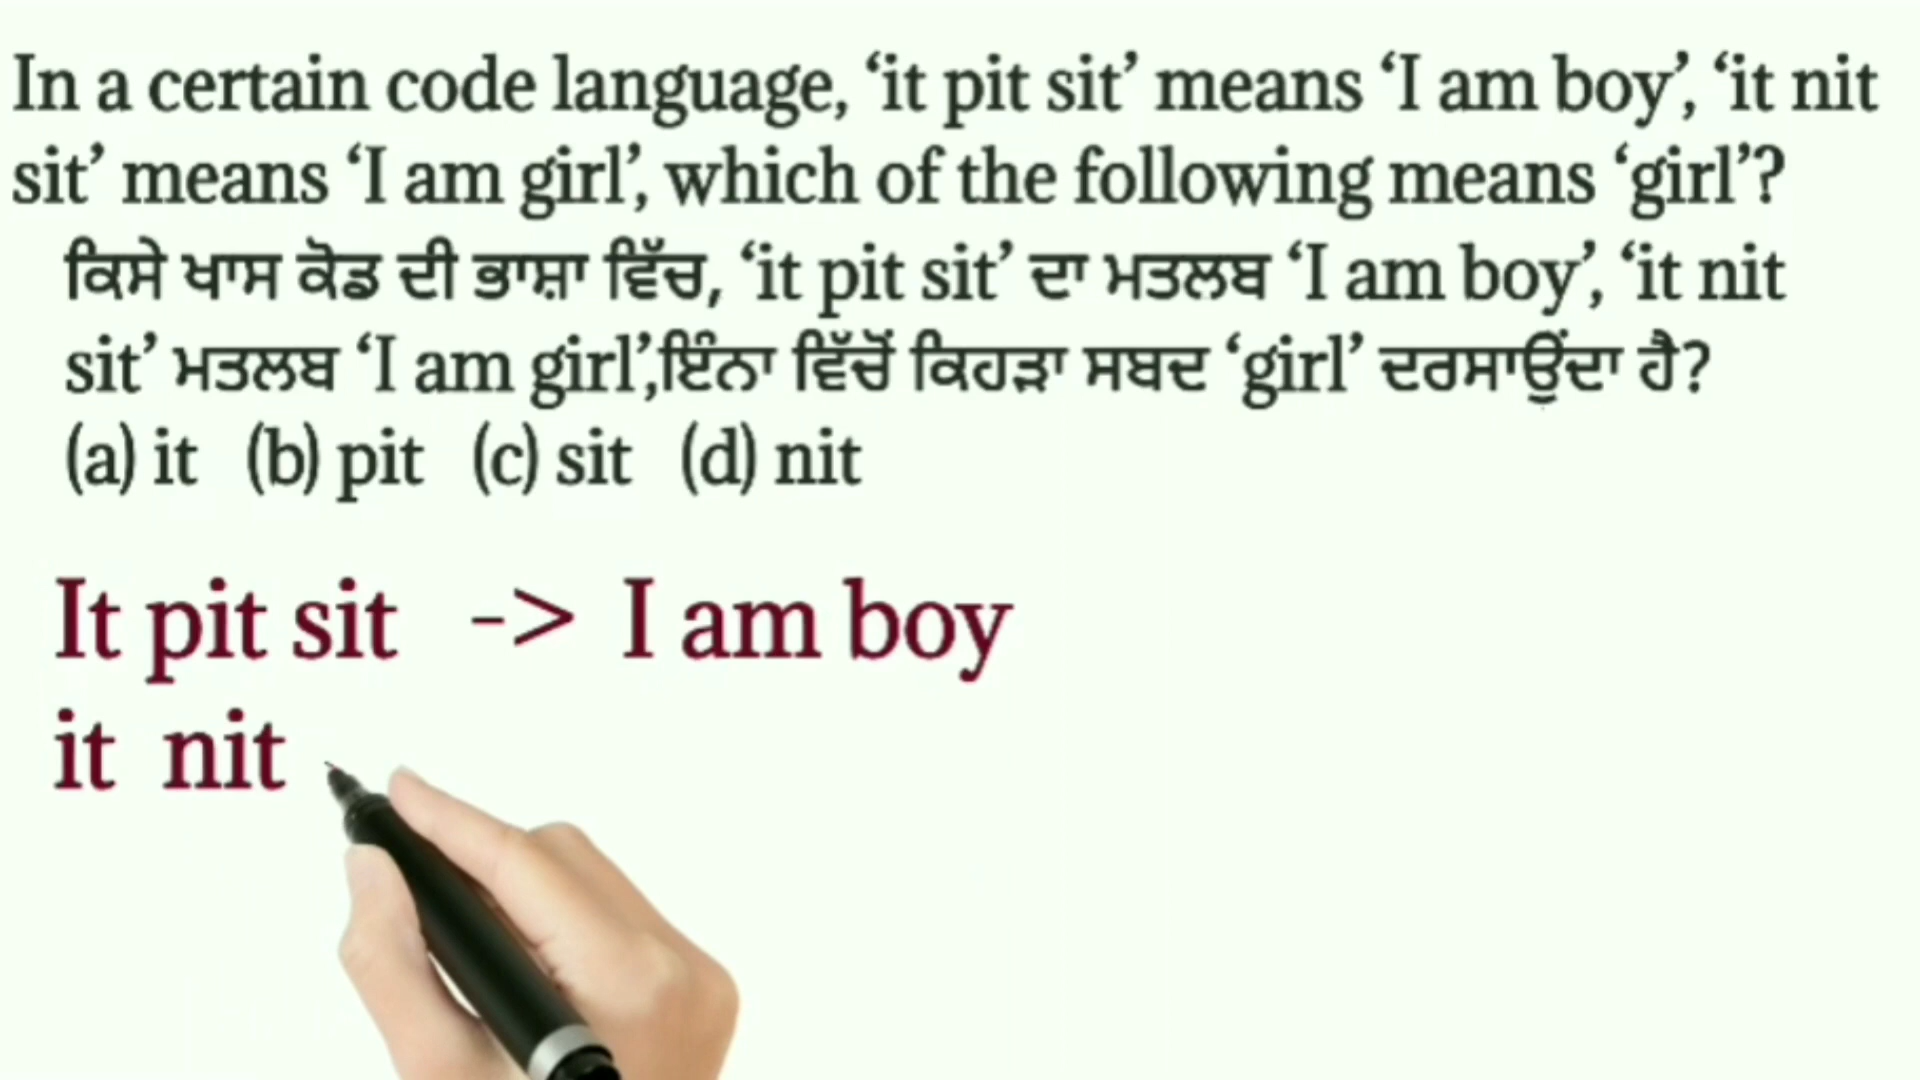 In a certain code language, ‘it pit sit’ means ‘I am boy’, ‘it nit
sit’ means ‘I am girl’, which of the following means ‘girl’?
ਕਿਸੇ ਖਾਸ ਕੋਡ ਦੀ ਭਾਸ਼ਾ ਵਿੱਚ, ‘it pit sit’ ਦਾ ਮਤਲਬ ‘I am boy’, ‘it nit
sit’ ਮਤਲਬ ‘I am girl’,ਇੰਨਾ ਵਿੱਚੋਂ ਕਿਹੜਾ ਸਬਦ ‘girl’ ਦਰਸਾਉਂਦਾ ਹੈ?
(a) it (b) pit (c) sit (d) nit
It pit sit -> I am boy
it nit